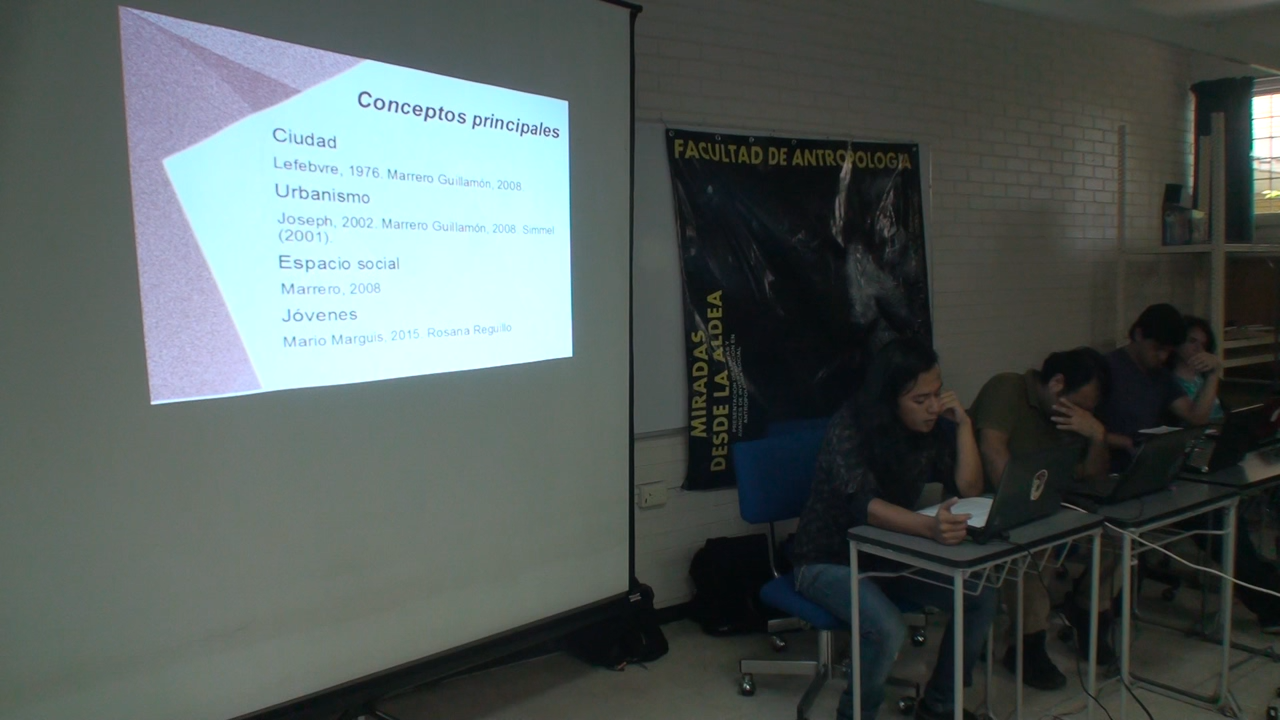 Conceptos principales
Ciudad
Lefebvre, 1976. Marrero Guillamón, 2008
Urbanismo
Joseph, 2002. Marrero Guillamón, 2008. Simmel
(2001).
Espacio social
Marrero, 2008
Jóvenes
Mario Marguis, 2015. Rosana Reguillo
FACULTAD DE ANTROPOLOGIA
MIRADAS
DESDE LA ALDEA